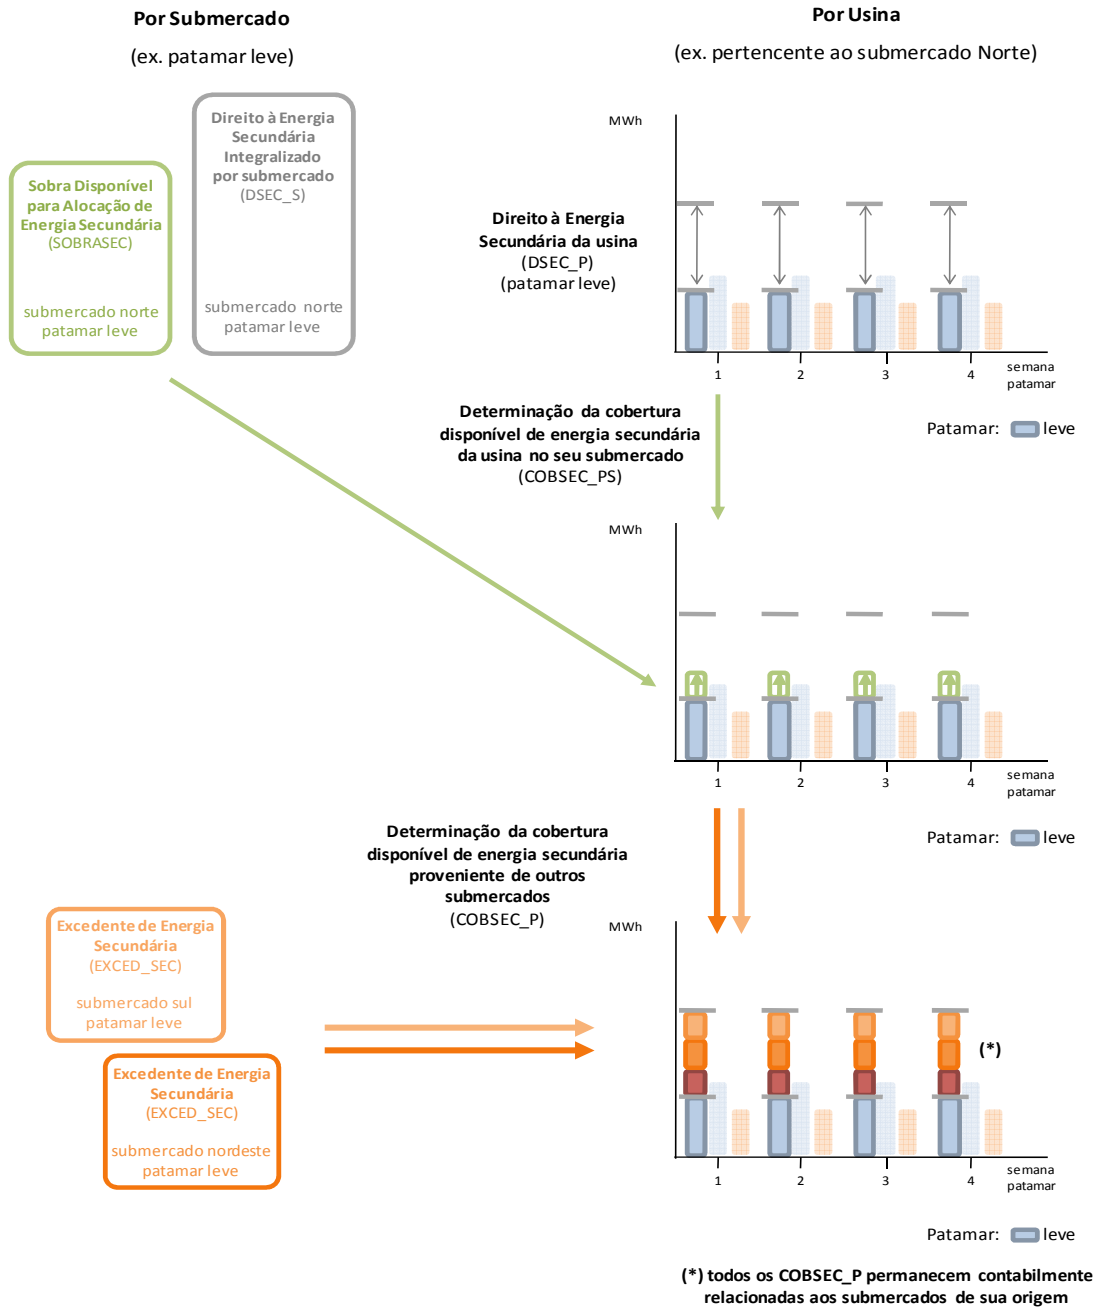 Por Submercado
(ex. patamar leve)
Por Usina
(ex. pertencente ao submercado Norte)
Sobra Disponível
para Alocação de
Energia Secundária
(SOBRASEC)
submercado norte
patamar leve
Direito à Energia
Secundária
Integralizado
por submercado
(DSEC_S)
submercado norte
patamar leve
Direito à Energia
Secundária da usina
(DSEC_P)
(patamar leve)
MWh
1
2
3
4
semana
patamar
Patamar:
leve
Determinação da cobertura
disponível de energia secundária
da usina no seu submercado
(COBSEC_PS)
MWh
1
2
3
4
semana
patamar
Patamar:
leve
Determinação da cobertura
disponível de energia secundária
proveniente de outros
submercados
(COBSEC_P)
Excedente de Energia
Secundária
(EXCED_SEC)
submercado sul
patamar leve
Excedente de Energia
Secundária
(EXCED_SEC)
submercado nordeste
patamar leve
MWh
(*)
1
2
3
4
semana
patamar
Patamar:
leve
(*) todos os COBSEC_P permanecem contabilmente
relacionadas aos submercados de sua origem